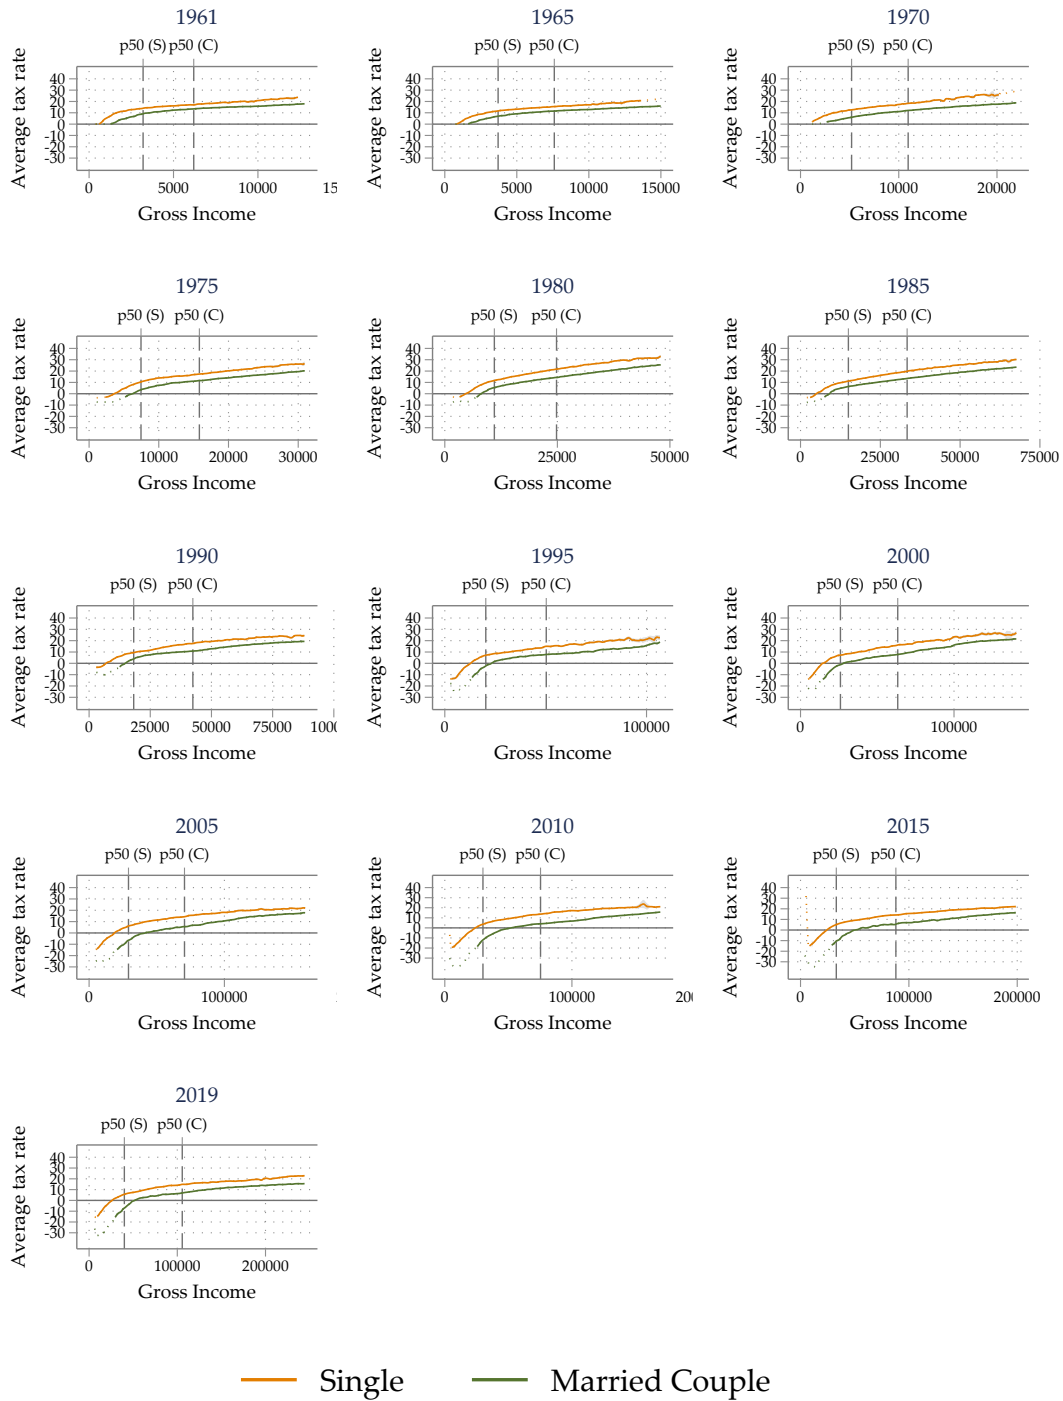 1961 1965 1970
p50 (S) p50 (C) p50 (S) p50 (C) p50 (S) p50 (C)
Average tax rate 40 30 20 10 0 -10 -20 -30 Average tax rate 40 30 20 10 0 -10 -20 -30 Average tax rate 40 30 20 10 0 -10 -20 -30
0 5000 10000 15 0 5000 10000 15000 0 10000 20000
Gross Income Gross Income Gross Income
1975 1980 1985
p50 (S) p50 (C) p50 (S) p50 (C) p50 (S) p50 (C)
Average tax rate 40 30 20 10 0 -10 -20 -30 Average tax rate 40 30 20 10 0 -10 -20 -30 Average tax rate 40 30 20 10 0 -10 -20 -30
0 10000 20000 30000 0 25000 50000 0 25000 50000 75000
Gross Income Gross Income Gross Income
1990 1995 2000
p50 (S) p50 (C) p50 (S) p50 (C) p50 (S) p50 (C)
Average tax rate 40 30 20 10 0 -10 -20 -30 Average tax rate 40 30 20 10 0 -10 -20 -30 Average tax rate 40 30 20 10 0 -10 -20 -30
0 25000 50000 75000 100 0 100000 0 100000
Gross Income Gross Income Gross Income
2005 2010 2015
p50 (S) p50 (C) p50 (S) p50 (C) p50 (S) p50 (C)
Average tax rate 40 30 20 10 0 -10 -20 -30 Average tax rate 40 30 20 10 0 -10 -20 -30 Average tax rate 40 30 20 10 0 -10 -20 -30
0 100000 0 100000 20 0 100000 200000
Gross Income Gross Income Gross Income
2019
p50 (S) p50 (C)
Average tax rate 40 30 20 10 0 -10 -20 -30
0 100000 200000
Gross Income
Single Married Couple